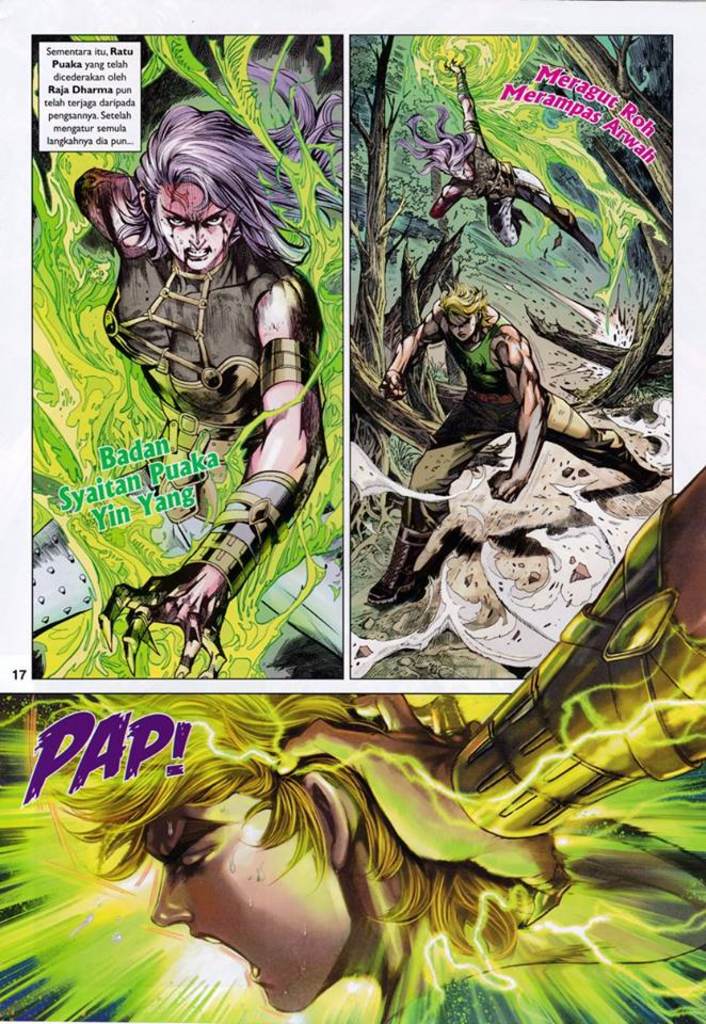 Sementara itu, Ratu
Puaka yang telah
dicederakan oleh
Raja Dharma pun
telah terjaga daripada
pengsannya. Setelah
mengatur semula
langkahnya dia pun...
Badan
Syaitan Puaka
Yin Yang
Meragut Roh
Merampas Arwah
17
PAP!